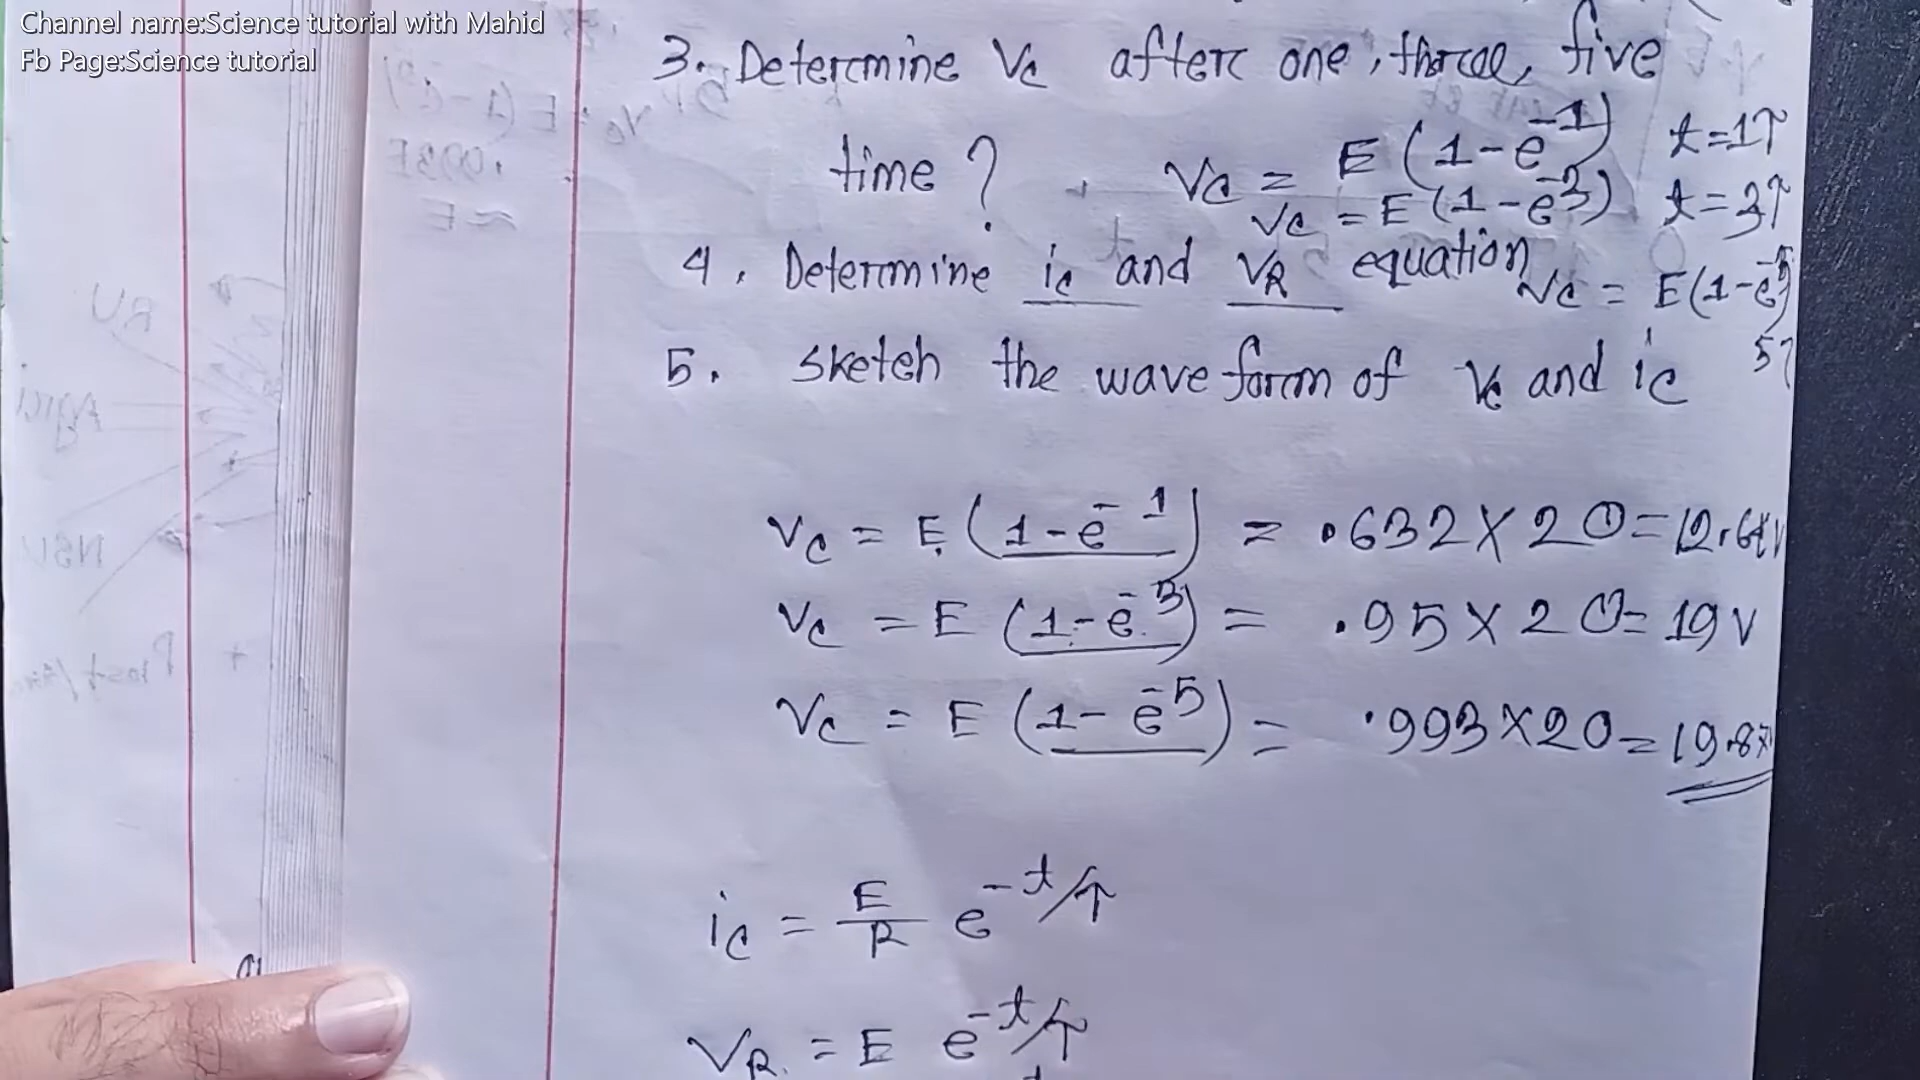 Channel name:Science tutorial with Mahid
Fb Page:Science tutorial
3. Determine Vc after one, three, five
time ? Vc = E (1-e^-1) t=1τ
Vc = E (1-e^-3) t=3τ
4. Determine ic and VR equation
Vc = E(1-e^-5) 5τ
5. Sketch the wave form of Vc and ic
Vc = E (1-e^-1) = .632 X 20 = 12.64V
Vc = E (1-e^-3) = .95 X 20 = 19 V
Vc = E (1-e^-5) = .993 X 20 = 19.87
ic = E/R e^-t/τ
VR = E e^-t/τ